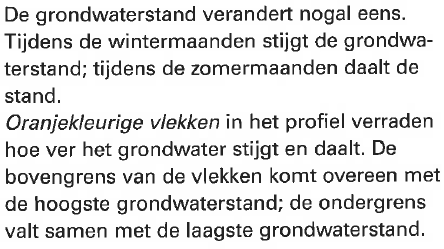 De grondwaterstand verandert nogal eens.
Tijdens de wintermaanden stijgt de grondwa-
terstand; tijdens de zomermaanden daalt de
stand.
Oranjekleurige vlekken in het profiel verraden
hoe ver het grondwater stijgt en daalt. De
bovengrens van de vlekken komt overeen met
de hoogste grondwaterstand; de ondergrens
valt samen met de laagste grondwaterstand.